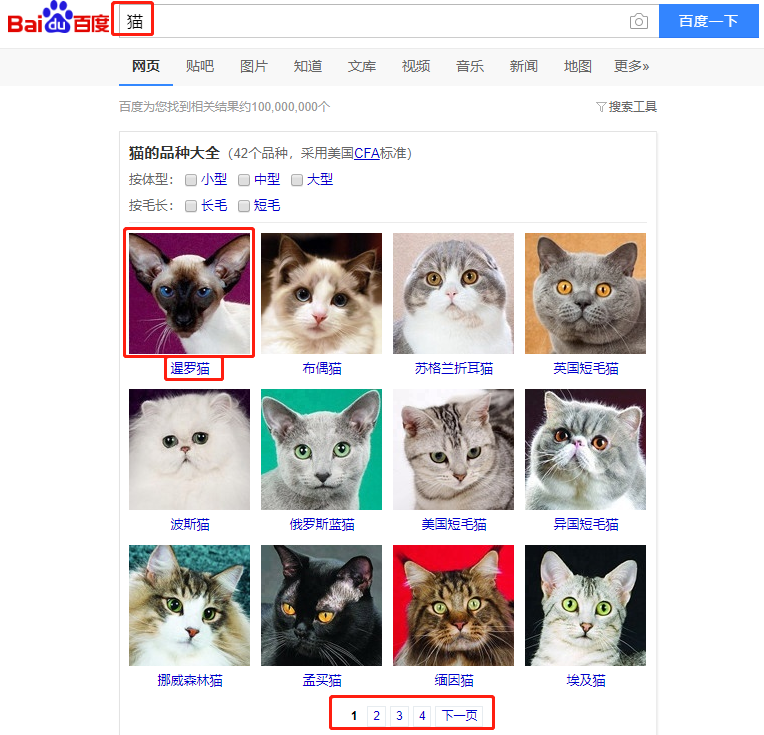 Bai du 百度 猫 百度一下
网页 贴吧 图片 知道 文库 视频 音乐 新闻 地图 更多»
百度为您找到相关结果约100,000,000个 搜索工具
猫的品种大全（42个品种，采用美国CFA标准）
按体型： 小型 中型 大型
按毛长： 长毛 短毛
暹罗猫 布偶猫 苏格兰折耳猫 英国短毛猫
波斯猫 俄罗斯蓝猫 美国短毛猫 异国短毛猫
挪威森林猫 孟买猫 缅因猫 埃及猫
1 2 3 4 下一页